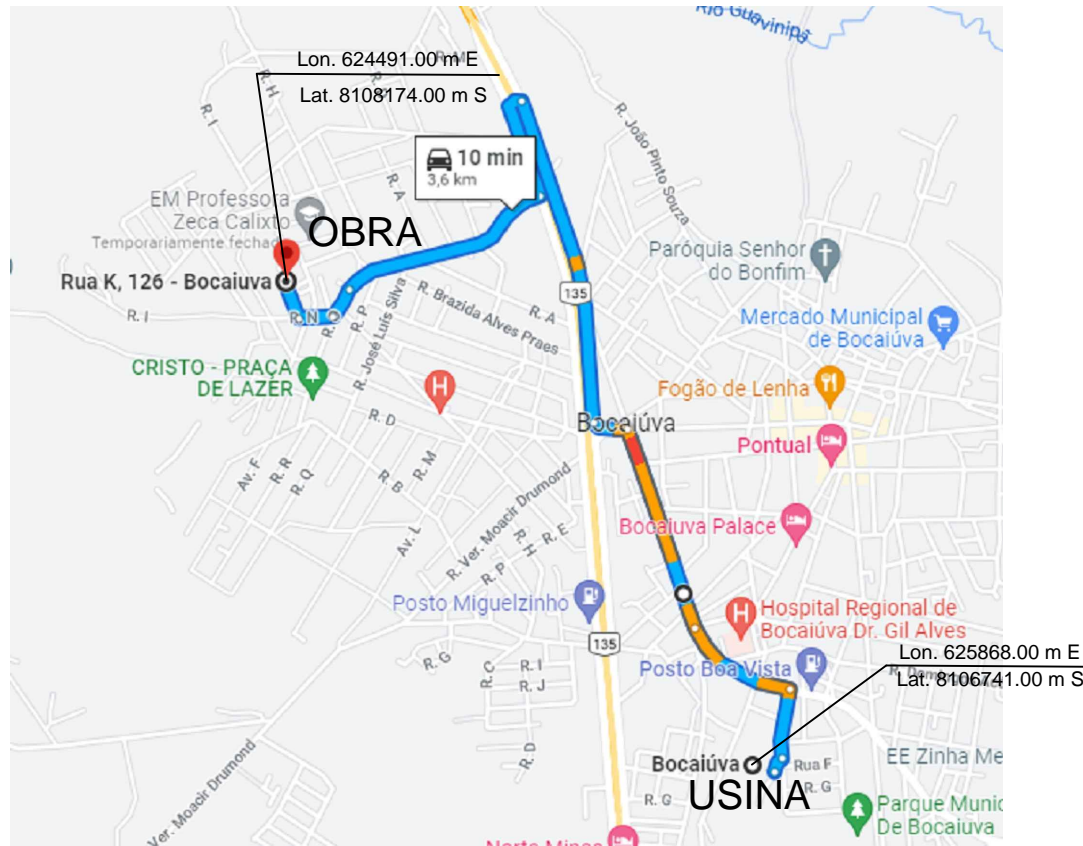 Rio Guavinipã
Lon. 624491.00 m E
R. M
R. H
Lat. 8108174.00 m S
R. I
R. João Pinto Souza
10 min
3,6 km
R. A
EM Professora
Zeca Calixto
Temporariamente fechado
OBRA
Paróquia Senhor
do Bonfim
Rua K, 126 - Bocaiuva
135
R. I
R. N
R. P
R. José Luís Silva
R. Brazida Alves Praes
R. A
Mercado Municipal
de Bocaiúva
CRISTO - PRAÇA
DE LAZER
H
Fogão de Lenha
R. D
Bocaiúva
Pontual
Av. F
R. R
R. Q
R. M
R. B
Av. L
R. Ver. Moacir Drumond
R. H
R. E
R. P
Bocaiuva Palace
Posto Miguelzinho
H
Hospital Regional de
Bocaiúva Dr. Gil Alves
135
R. G
R. C
R. I
R. J
Posto Boa Vista
Lon. 625868.00 m E
Lat. 8106741.00 m S
R. D
Ver. Moacir Drumond
Bocaiúva
Rua F
R. G
EE Zinha Me
R. G
USINA
Parque Munic
De Bocaiuva
Norte Minas